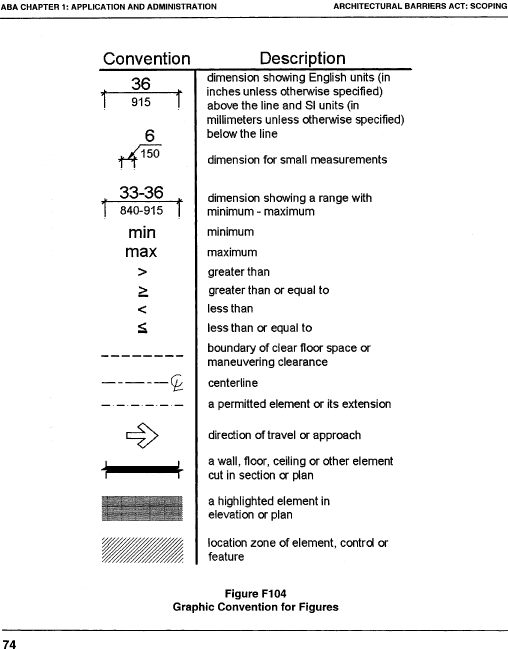 ABA CHAPTER 1: APPLICATION AND ADMINISTRATION ARCHITECTURAL BARRIERS ACT: SCOPING
Convention Description
36
915
dimension showing English units (in
inches unless otherwise specified)
above the line and SI units (in
millimeters unless otherwise specified)
below the line
6
150
dimension for small measurements
33-36
840-915
dimension showing a range with
minimum - maximum
min minimum
max maximum
> greater than
≥ greater than or equal to
< less than
≤ less than or equal to
boundary of clear floor space or
maneuvering clearance
℄ centerline
a permitted element or its extension
direction of travel or approach
a wall, floor, ceiling or other element
cut in section or plan
a highlighted element in
elevation or plan
location zone of element, control or
feature
Figure F104
Graphic Convention for Figures
74